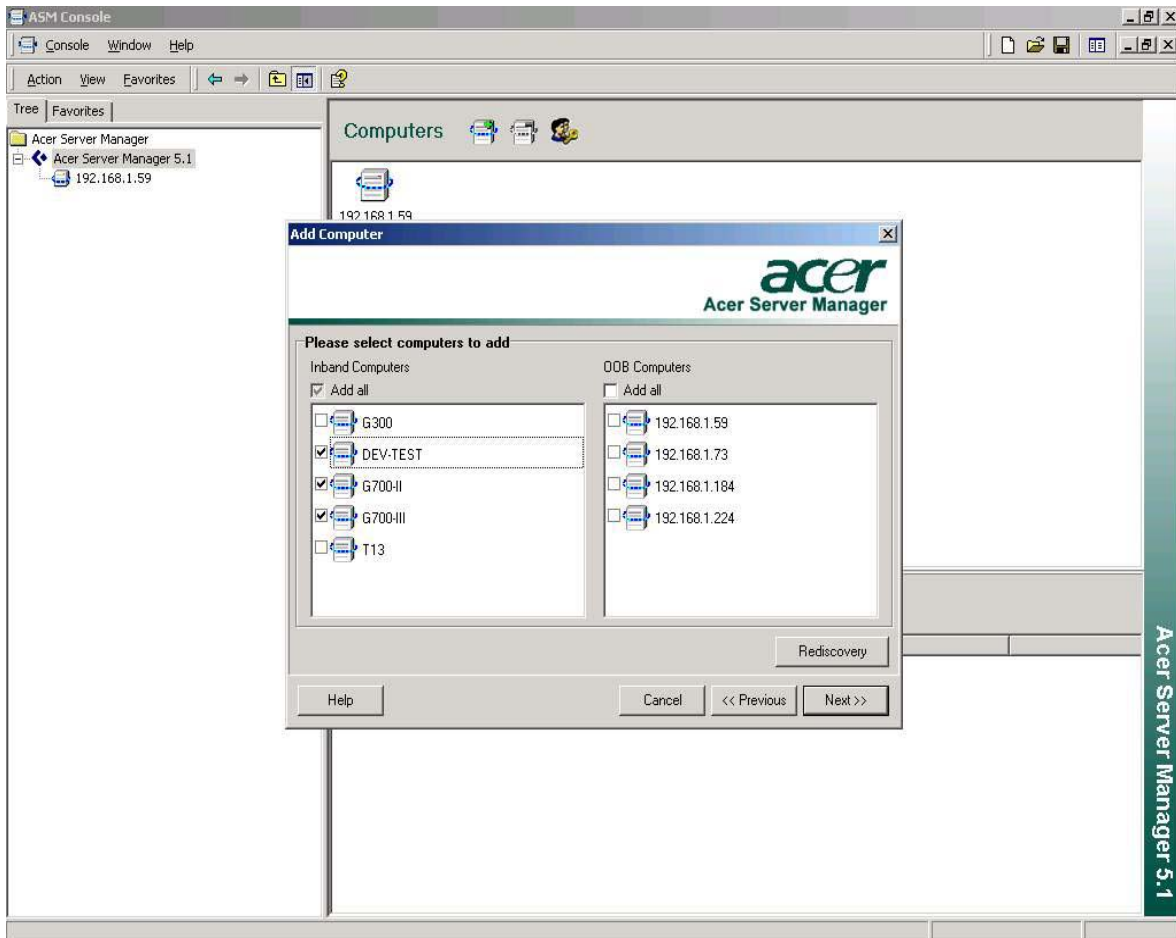 ASM Console
Console Window Help
Action View Favorites
Tree Favorites
Acer Server Manager
Acer Server Manager 5.1
192.168.1.59
Computers
192.168.1.59
Add Computer
acer
Acer Server Manager
Please select computers to add
Inband Computers
Add all
G300
DEV-TEST
G700-II
G700-III
T13
OOB Computers
Add all
192.168.1.59
192.168.1.73
192.168.1.184
192.168.1.224
Rediscovery
Help
Cancel
<< Previous
Next >>
Acer Server Manager 5.1